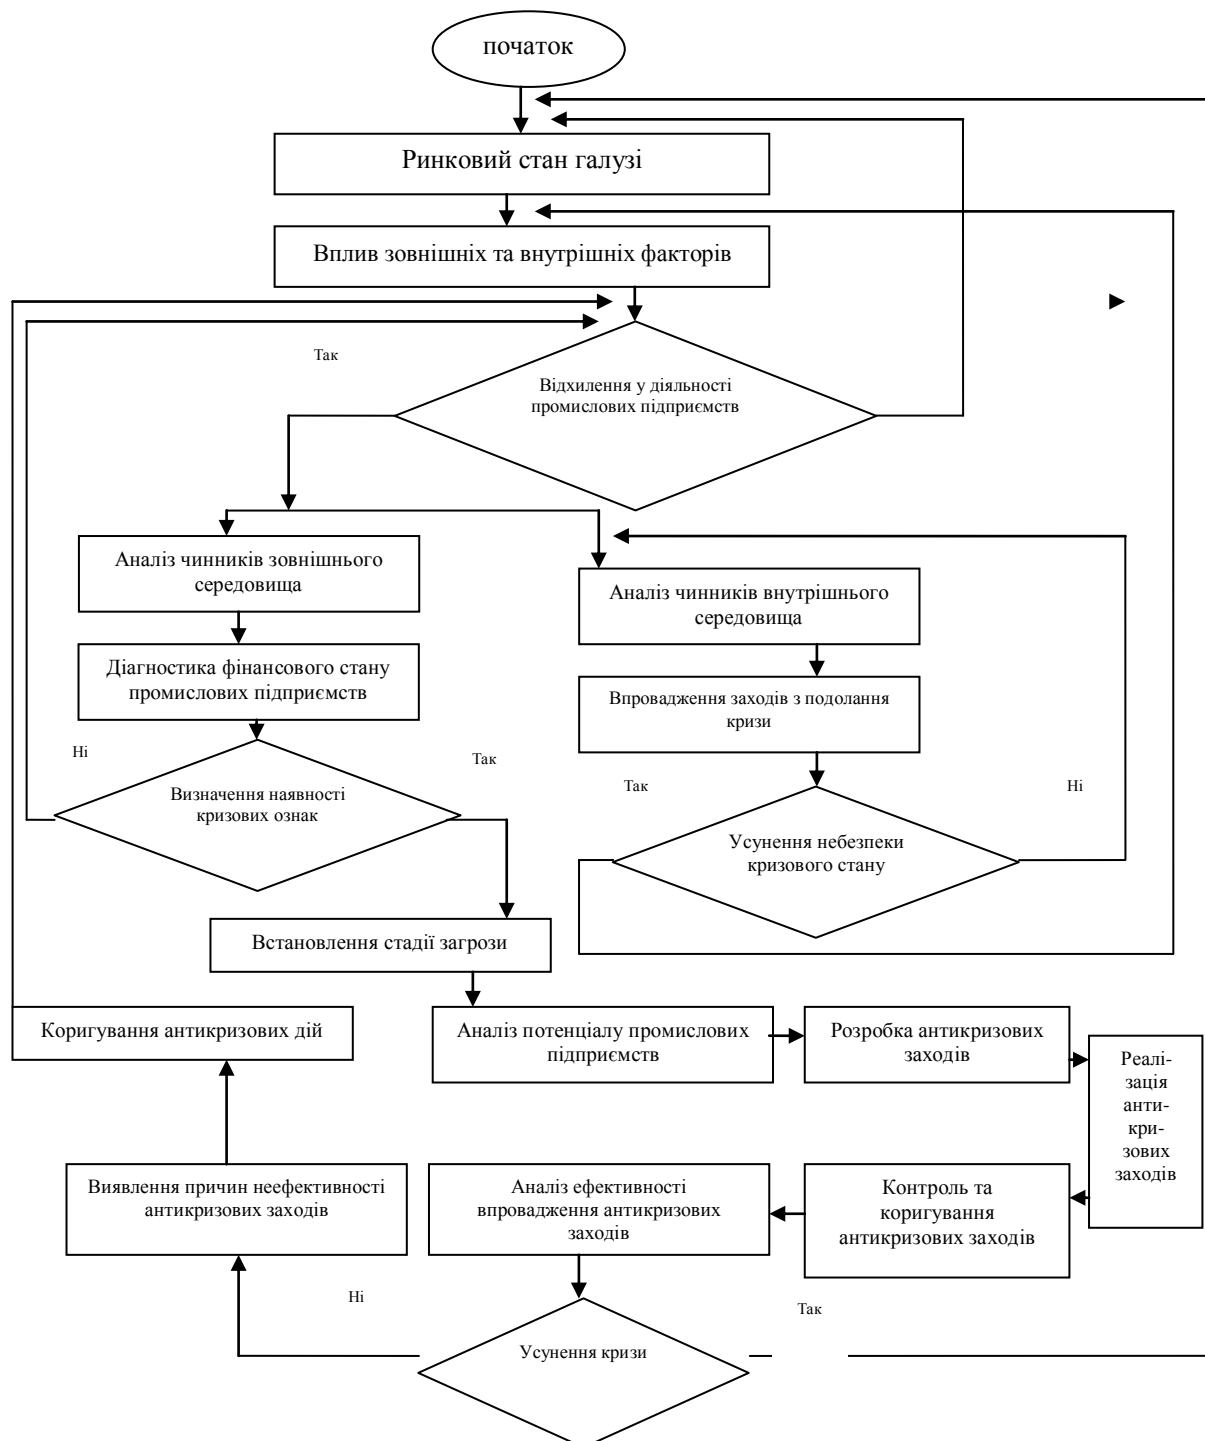 початок
Ринковий стан галузі
Вплив зовнішніх та внутрішніх факторів
Так
Відхилення у діяльності
промислових підприємств
Аналіз чинників зовнішнього
середовища
Аналіз чинників внутрішнього
середовища
Діагностика фінансового стану
промислових підприємств
Впровадження заходів з подолання
кризи
Ні
Так
Визначення наявності
кризових ознак
Так
Ні
Усунення небезпеки
кризового стану
Встановлення стадії загрози
Коригування антикризових дій
Аналіз потенціалу промислових
підприємств
Розробка антикризових
заходів
Реалі-
зація
анти-
кри-
зових
заходів
Виявлення причин неефективності
антикризових заходів
Аналіз ефективності
впровадження антикризових
заходів
Контроль та
коригування
антикризових заходів
Ні
Так
Усунення кризи